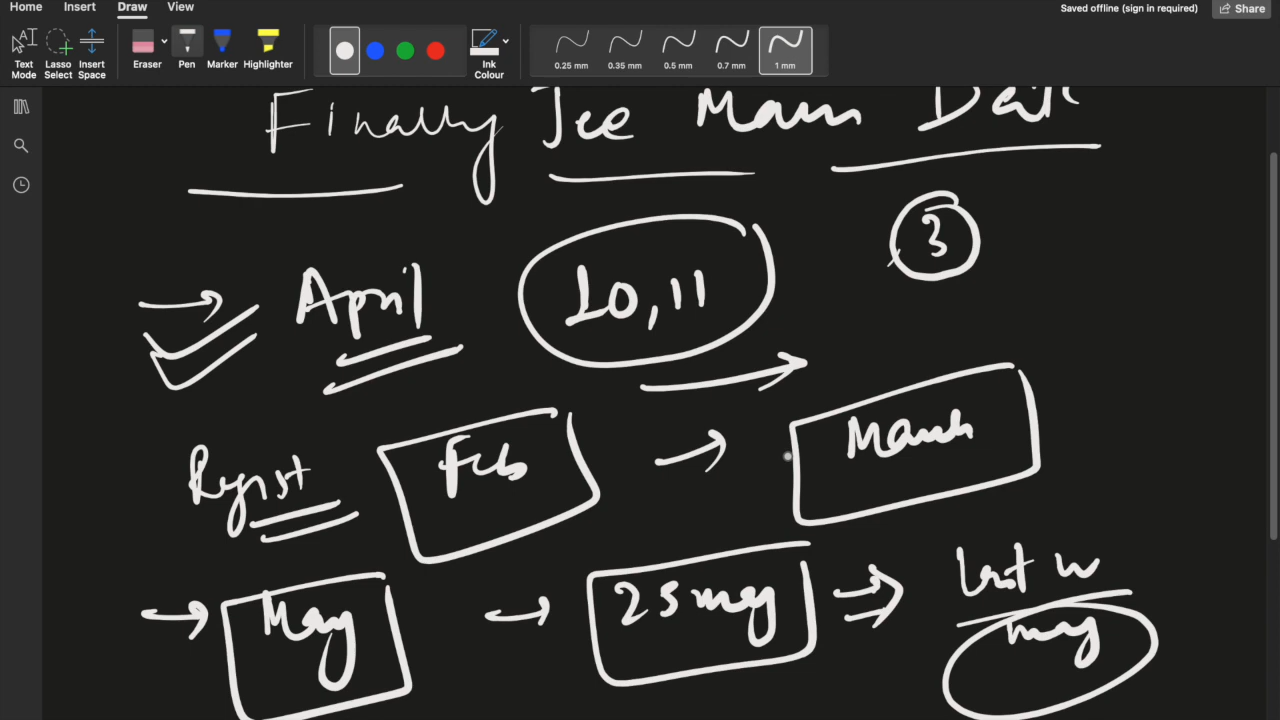 Home Insert Draw View Saved offline (sign in required) Share
Text Mode Lasso Select Insert Space Eraser Pen Marker Highlighter Ink Colour 0.25 mm 0.35 mm 0.5 mm 0.7 mm 1 mm
Finally Jee Main Date
3
April 10, 11
Regist Feb March
May 25 may last w
may